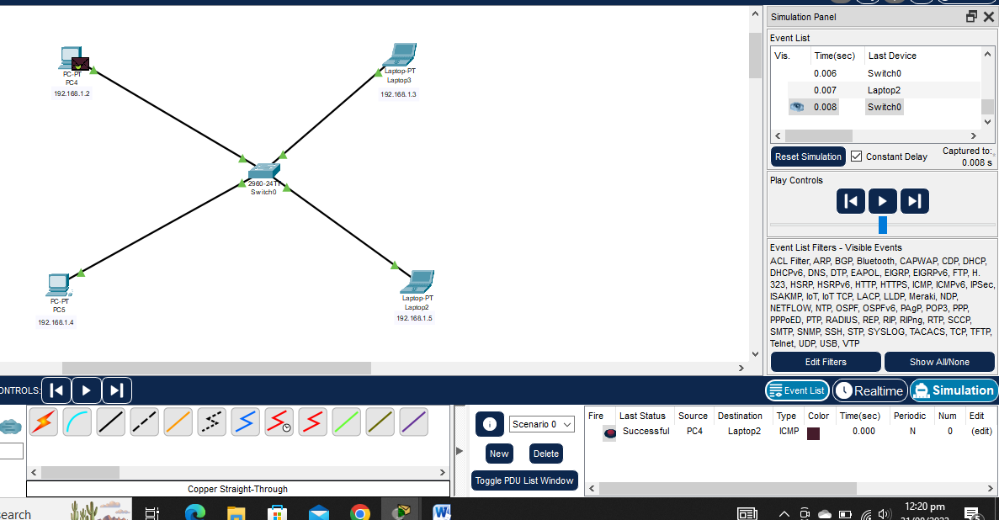 Simulation Panel
Event List
Vis. Time(sec) Last Device
0.006 Switch0
0.007 Laptop2
0.008 Switch0
Reset Simulation Constant Delay Captured to:
0.008 s
Play Controls
Event List Filters - Visible Events
ACL Filter, ARP, BGP, Bluetooth, CAPWAP, CDP, DHCP,
DHCPv6, DNS, DTP, EAPOL, EIGRP, EIGRPv6, FTP, H.
323, HSRP, HSRPv6, HTTP, HTTPS, ICMP, ICMPv6, IPSec,
ISAKMP, IoT, IoT TCP, LACP, LLDP, Meraki, NDP,
NETFLOW, NTP, OSPF, OSPFv6, PAgP, POP3, PPP,
PPPoED, PTP, RADIUS, REP, RIP, RIPng, RTP, SCCP,
SMTP, SNMP, SSH, STP, SYSLOG, TACACS, TCP, TFTP,
Telnet, UDP, USB, VTP
Edit Filters Show All/None
PC-PT
PC4
192.168.1.2
Laptop-PT
Laptop3
192.168.1.3
2960-24TT
Switch0
PC-PT
PC5
192.168.1.4
Laptop-PT
Laptop2
192.168.1.5
ONTROLS:
Event List Realtime Simulation
Scenario 0
New Delete
Toggle PDU List Window
Fire Last Status Source Destination Type Color Time(sec) Periodic Num Edit
Successful PC4 Laptop2 ICMP 0.000 N 0 (edit)
Copper Straight-Through
earch
12:20 pm